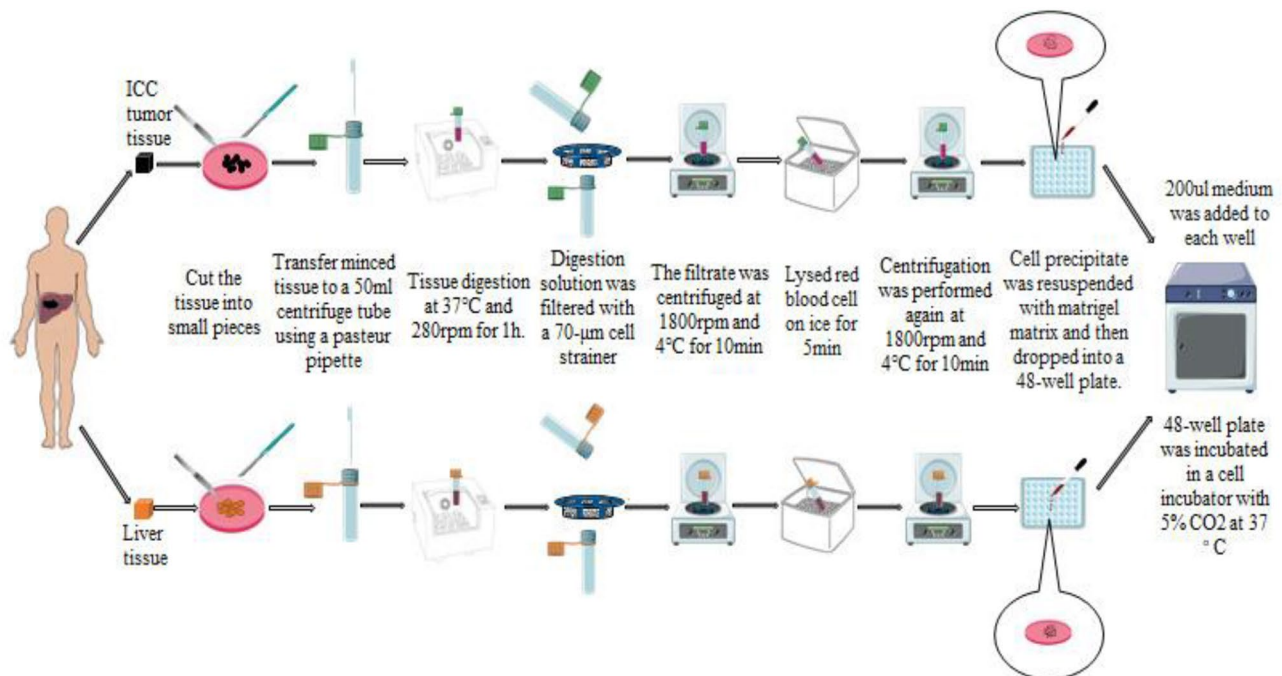 ICC
tumor
tissue
Cut the
tissue into
small pieces
Transfer minced
tissue to a 50ml
centrifuge tube
using a pasteur
pipette
Tissue digestion
at 37°C and
280rpm for 1h.
Digestion
solution was
filtered with
a 70-μm cell
strainer
The filtrate was
centrifuged at
1800rpm and
4°C for 10min
Lysed red
blood cell
on ice for
5min
Centrifugation
was performed
again at
1800rpm and
4°C for 10min
Cell precipitate
was resuspended
with matrigel
matrix and then
dropped into a
48-well plate.
200ul medium
was added to
each well
48-well plate
was incubated
in a cell
incubator with
5% CO2 at 37
° C
Liver
tissue